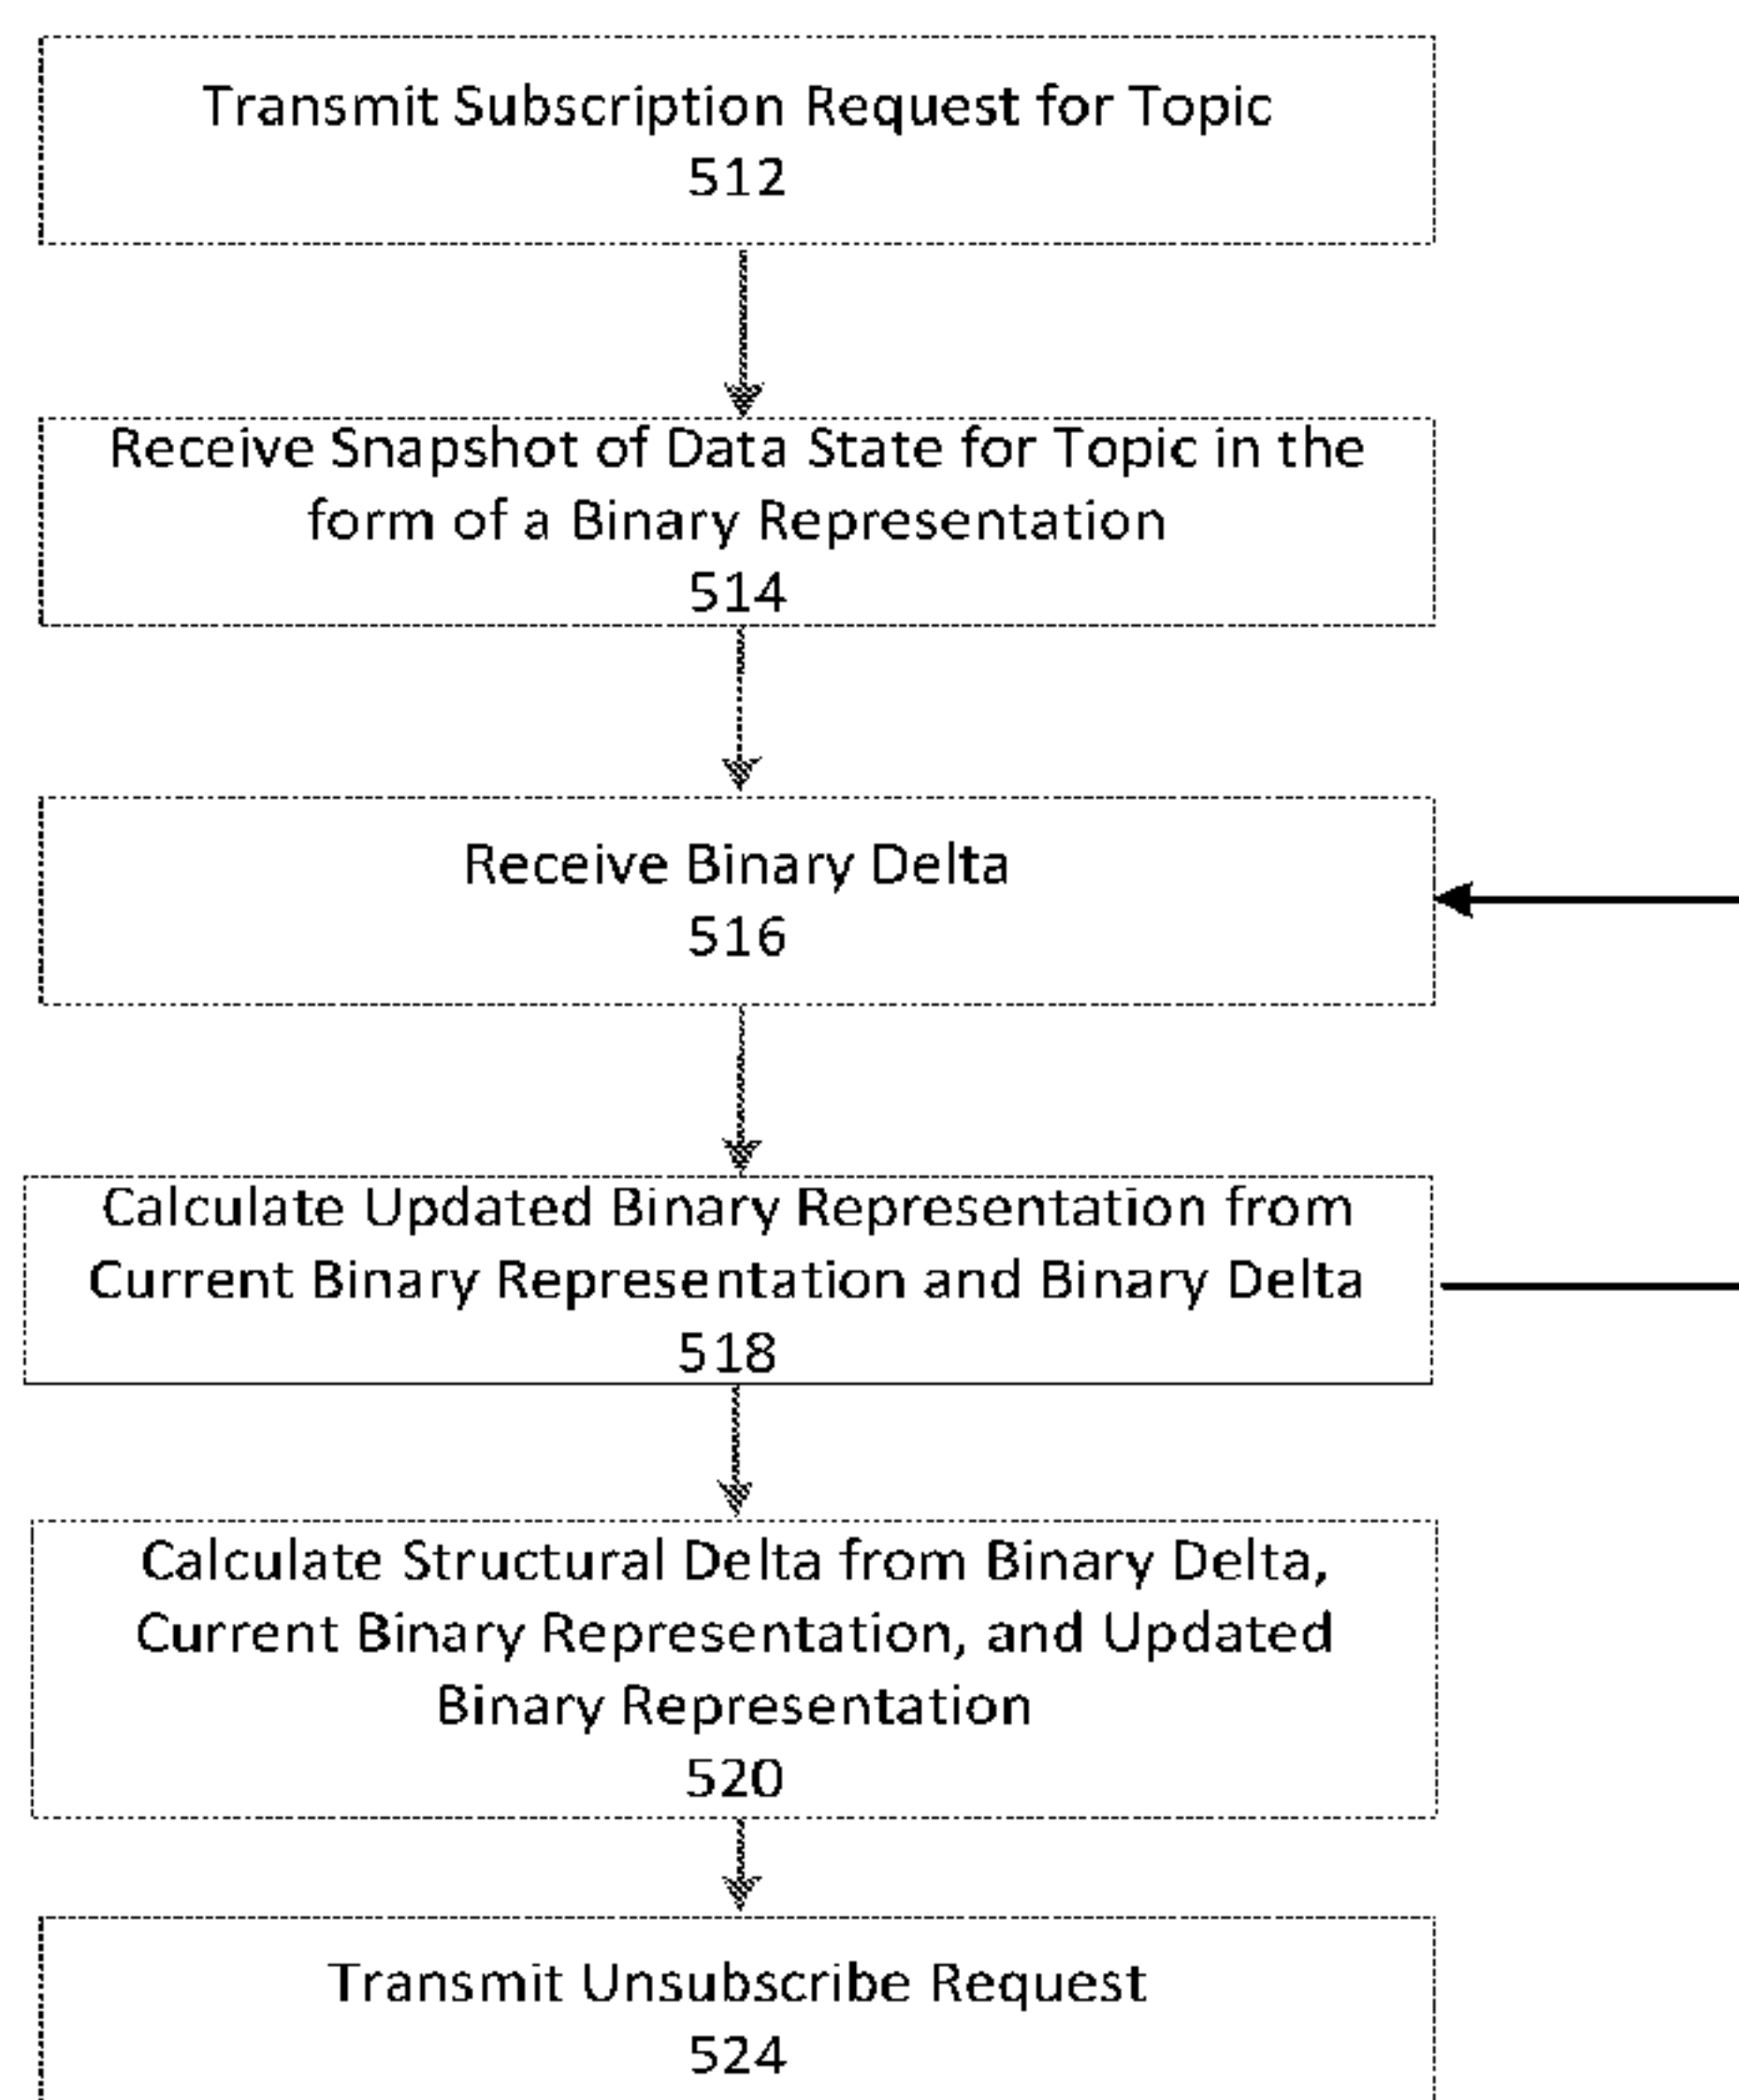 Transmit Subscription Request for Topic
512
Receive Snapshot of Data State for Topic in the
form of a Binary Representation
514
Receive Binary Delta
516
Calculate Updated Binary Representation from
Current Binary Representation and Binary Delta
518
Calculate Structural Delta from Binary Delta,
Current Binary Representation, and Updated
Binary Representation
520
Transmit Unsubscribe Request
524